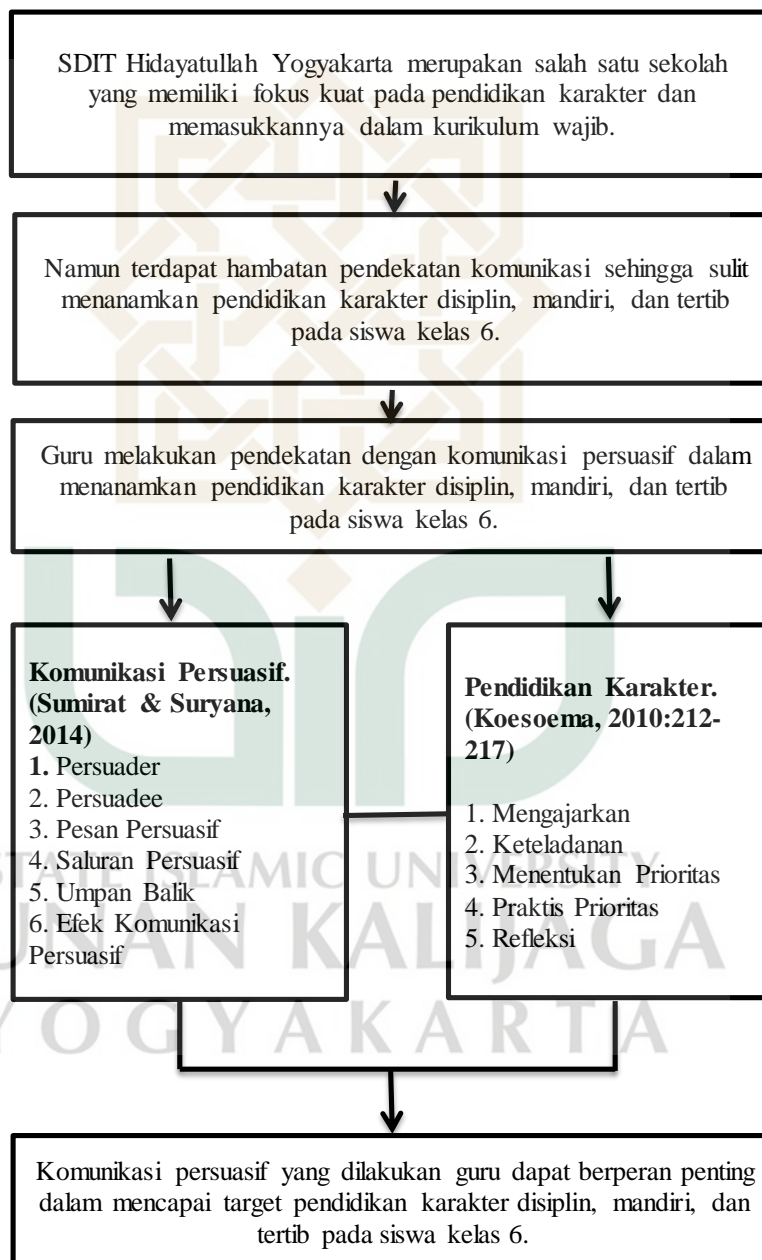 SDIT Hidayatullah Yogyakarta merupakan salah satu sekolah
yang memiliki fokus kuat pada pendidikan karakter dan
memasukkannya dalam kurikulum wajib.
Namun terdapat hambatan pendekatan komunikasi sehingga sulit
menanamkan pendidikan karakter disiplin, mandiri, dan tertib
pada siswa kelas 6.
Guru melakukan pendekatan dengan komunikasi persuasif dalam
menanamkan pendidikan karakter disiplin, mandiri, dan tertib
pada siswa kelas 6.
Komunikasi Persuasif.
(Sumirat & Suryana,
2014)
1. Persuader
2. Persuadee
3. Pesan Persuasif
4. Saluran Persuasif
5. Umpan Balik
6. Efek Komunikasi
Persuasif
Pendidikan Karakter.
(Koesoema, 2010:212-
217)
1. Mengajarkan
2. Keteladanan
3. Menentukan Prioritas
4. Praktis Prioritas
5. Refleksi
STATE ISLAMIC UNIVERSITY
SUNAN KALIJAGA
YOGYAKARTA
Komunikasi persuasif yang dilakukan guru dapat berperan penting
dalam mencapai target pendidikan karakter disiplin, mandiri, dan
tertib pada siswa kelas 6.